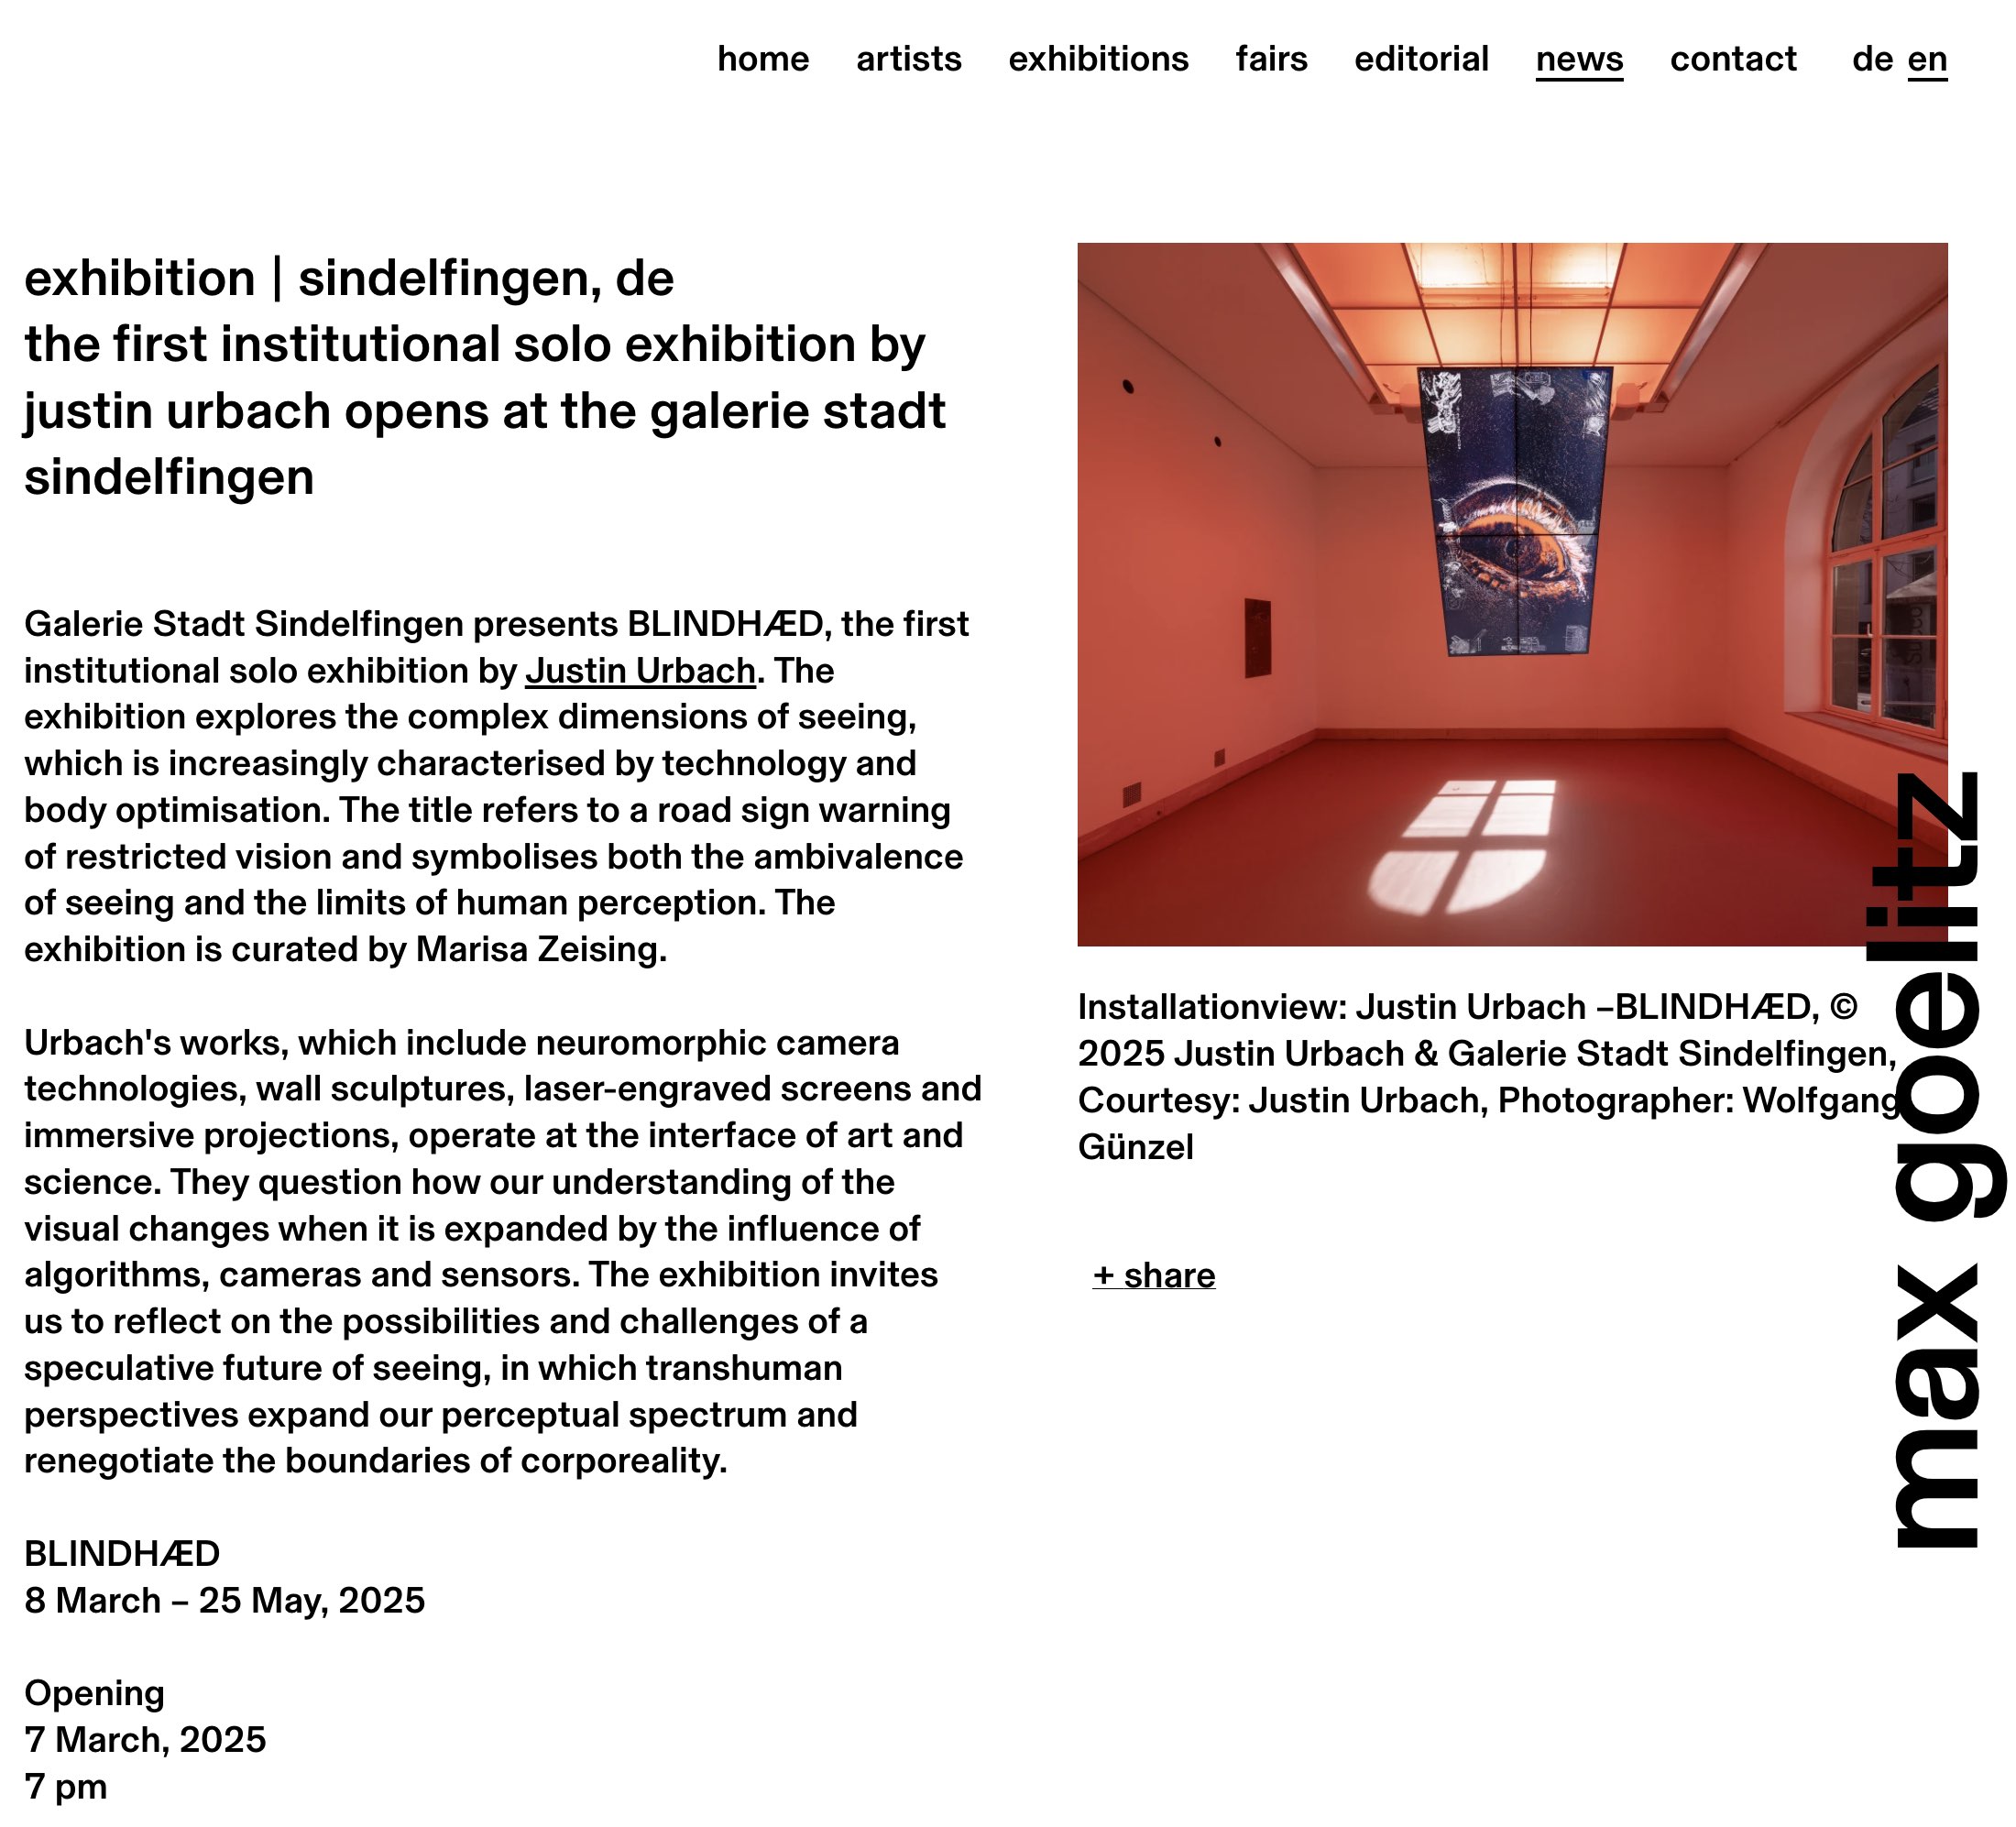 home artists exhibitions fairs editorial news contact de en
exhibition | sindelfingen, de
the first institutional solo exhibition by
justin urbach opens at the galerie stadt
sindelfingen
Galerie Stadt Sindelfingen presents BLINDHÆD, the first
institutional solo exhibition by Justin Urbach. The
exhibition explores the complex dimensions of seeing,
which is increasingly characterised by technology and
body optimisation. The title refers to a road sign warning
of restricted vision and symbolises both the ambivalence
of seeing and the limits of human perception. The
exhibition is curated by Marisa Zeising.
Urbach's works, which include neuromorphic camera
technologies, wall sculptures, laser-engraved screens and
immersive projections, operate at the interface of art and
science. They question how our understanding of the
visual changes when it is expanded by the influence of
algorithms, cameras and sensors. The exhibition invites
us to reflect on the possibilities and challenges of a
speculative future of seeing, in which transhuman
perspectives expand our perceptual spectrum and
renegotiate the boundaries of corporeality.
BLINDHÆD
8 March – 25 May, 2025
Opening
7 March, 2025
7 pm
Installationview: Justin Urbach –BLINDHÆD, ©
2025 Justin Urbach & Galerie Stadt Sindelfingen,
Courtesy: Justin Urbach, Photographer: Wolfgang
Günzel
+ share
max goelitz